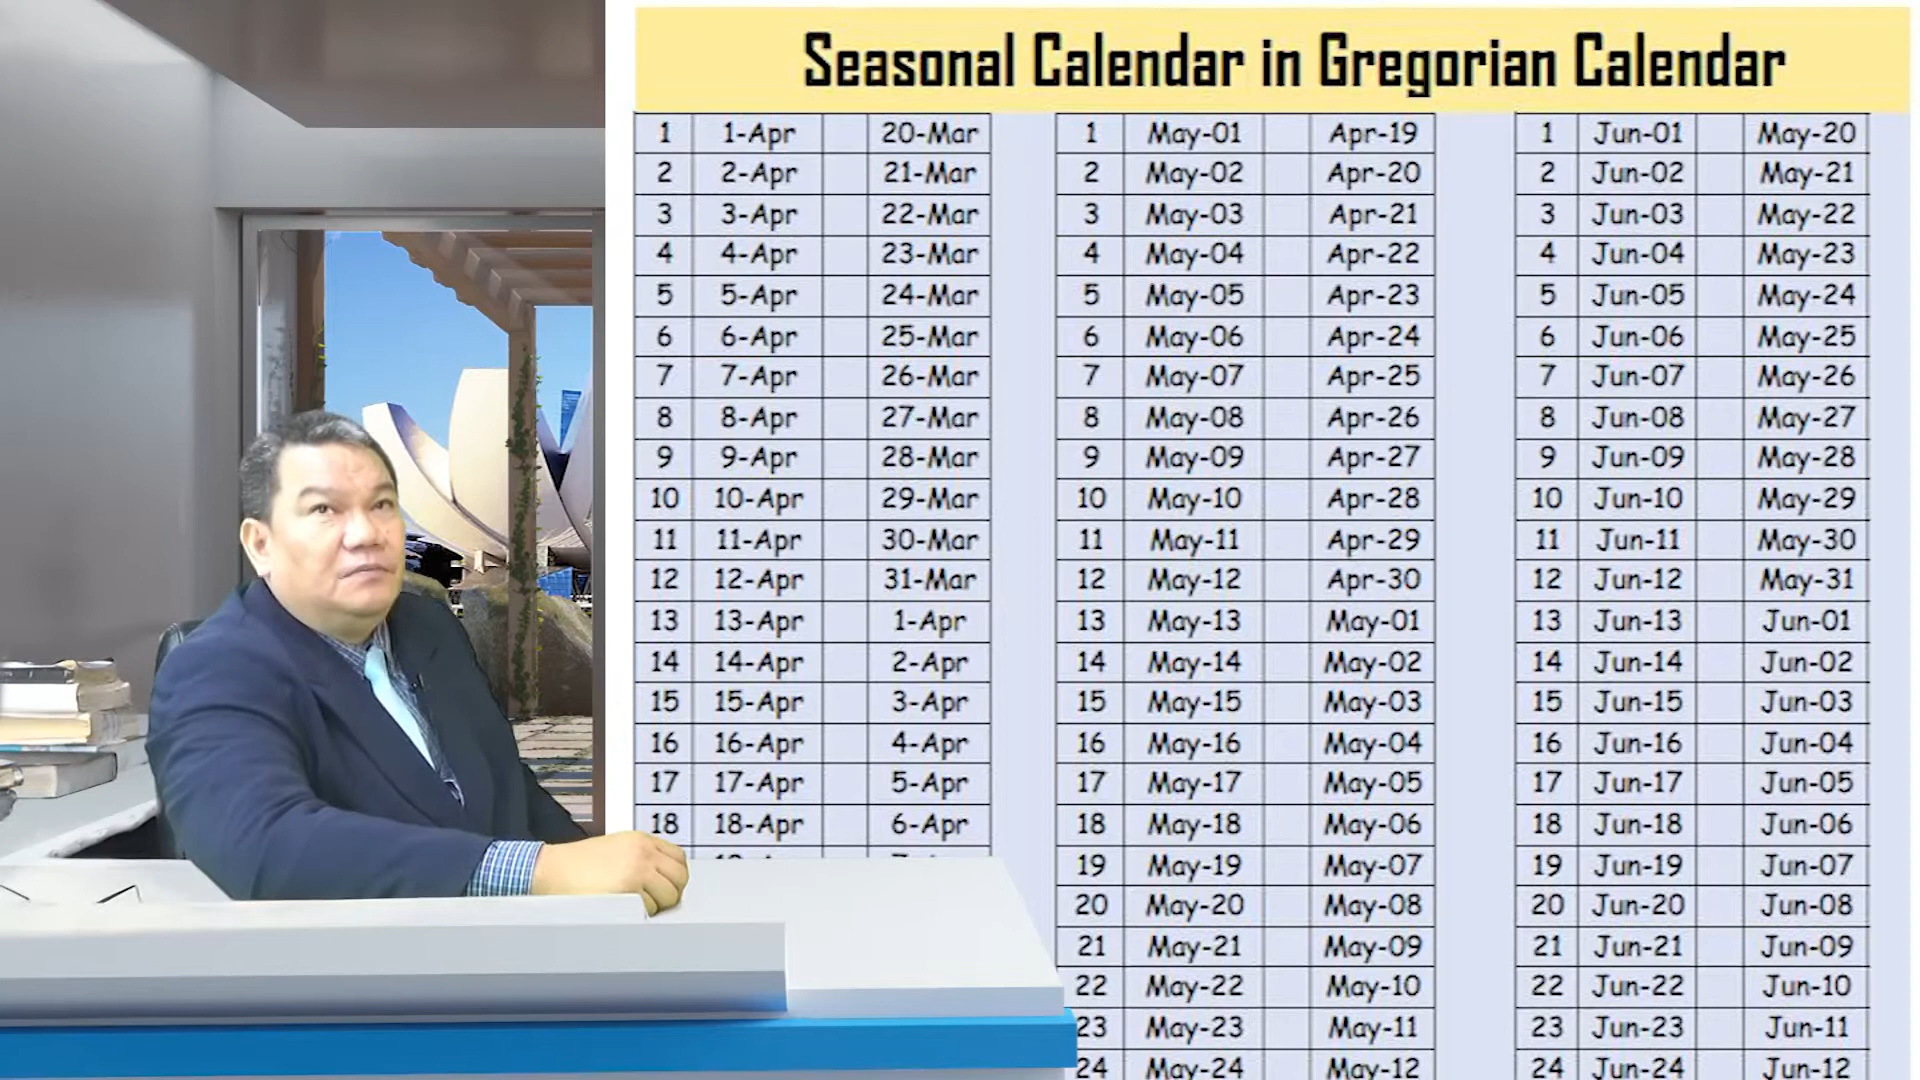 Seasonal Calendar in Gregorian Calendar
1 1-Apr 20-Mar 1 May-01 Apr-19 1 Jun-01 May-20
2 2-Apr 21-Mar 2 May-02 Apr-20 2 Jun-02 May-21
3 3-Apr 22-Mar 3 May-03 Apr-21 3 Jun-03 May-22
4 4-Apr 23-Mar 4 May-04 Apr-22 4 Jun-04 May-23
5 5-Apr 24-Mar 5 May-05 Apr-23 5 Jun-05 May-24
6 6-Apr 25-Mar 6 May-06 Apr-24 6 Jun-06 May-25
7 7-Apr 26-Mar 7 May-07 Apr-25 7 Jun-07 May-26
8 8-Apr 27-Mar 8 May-08 Apr-26 8 Jun-08 May-27
9 9-Apr 28-Mar 9 May-09 Apr-27 9 Jun-09 May-28
10 10-Apr 29-Mar 10 May-10 Apr-28 10 Jun-10 May-29
11 11-Apr 30-Mar 11 May-11 Apr-29 11 Jun-11 May-30
12 12-Apr 31-Mar 12 May-12 Apr-30 12 Jun-12 May-31
13 13-Apr 1-Apr 13 May-13 May-01 13 Jun-13 Jun-01
14 14-Apr 2-Apr 14 May-14 May-02 14 Jun-14 Jun-02
15 15-Apr 3-Apr 15 May-15 May-03 15 Jun-15 Jun-03
16 16-Apr 4-Apr 16 May-16 May-04 16 Jun-16 Jun-04
17 17-Apr 5-Apr 17 May-17 May-05 17 Jun-17 Jun-05
18 18-Apr 6-Apr 18 May-18 May-06 18 Jun-18 Jun-06
19 May-19 May-07 19 Jun-19 Jun-07
20 May-20 May-08 20 Jun-20 Jun-08
21 May-21 May-09 21 Jun-21 Jun-09
22 May-22 May-10 22 Jun-22 Jun-10
23 May-23 May-11 23 Jun-23 Jun-11
24 May-24 May-12 24 Jun-24 Jun-12